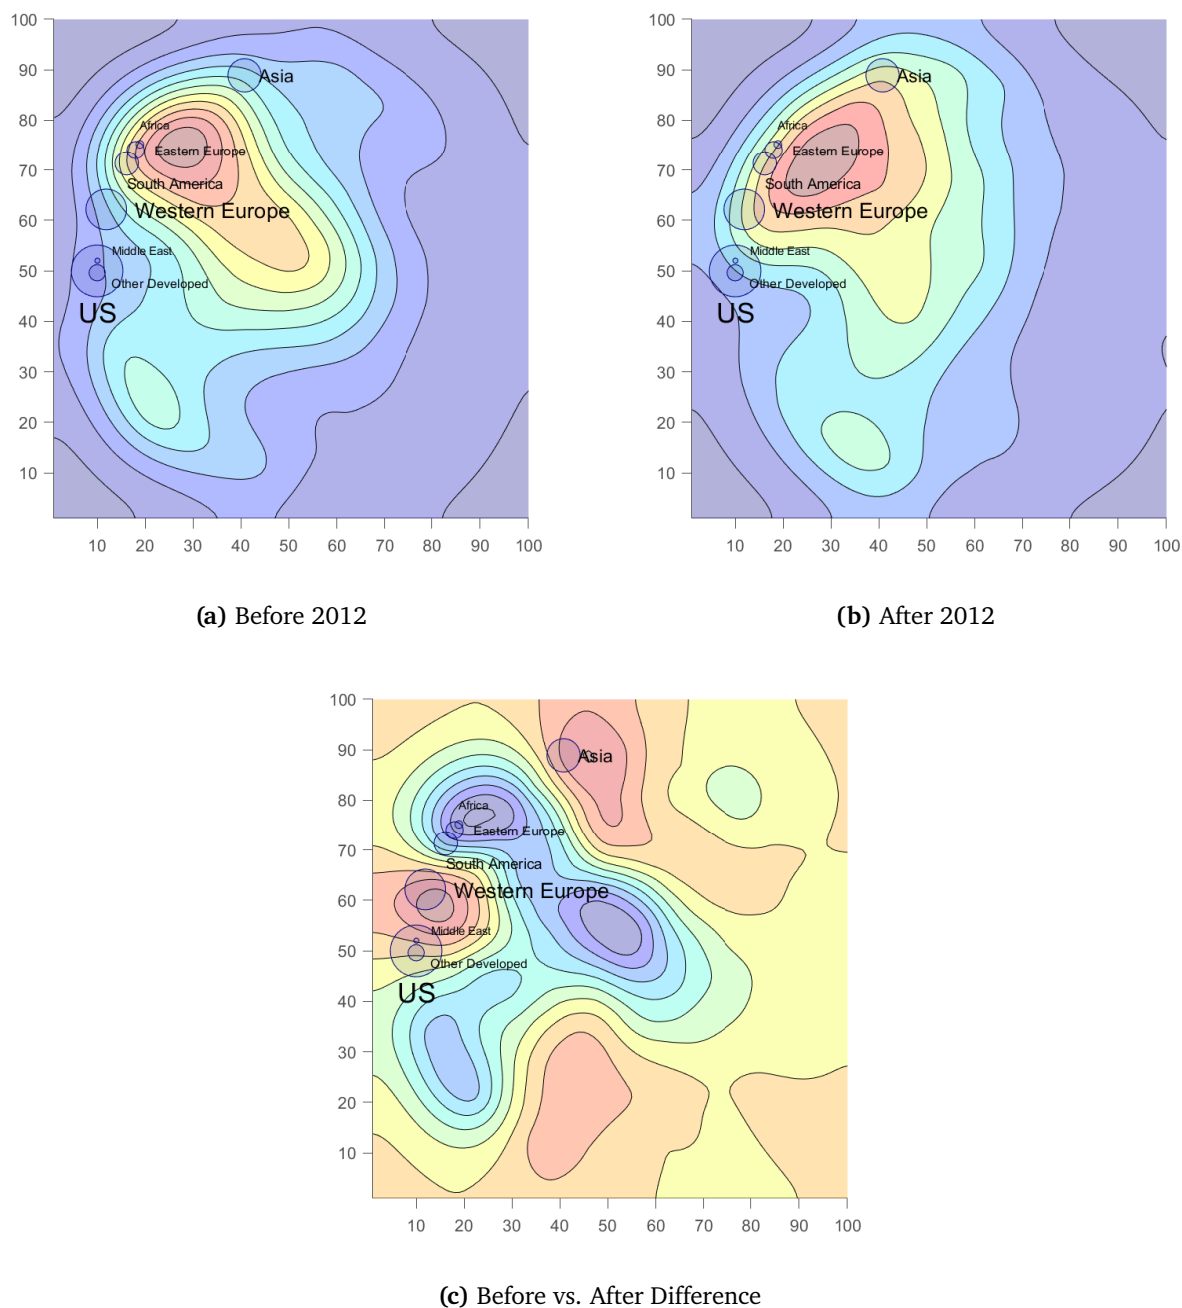 100
90
80
70
60
50
40
30
20
10
10 20 30 40 50 60 70 80 90 100
Asia
Africa
Eastern Europe
South America
Western Europe
Middle East
Other Developed
US
(a) Before 2012
100
90
80
70
60
50
40
30
20
10
10 20 30 40 50 60 70 80 90 100
Asia
Africa
Eastern Europe
South America
Western Europe
Middle East
Other Developed
US
(b) After 2012
100
90
80
70
60
50
40
30
20
10
10 20 30 40 50 60 70 80 90 100
Asia
Africa
Eastern Europe
South America
Western Europe
Middle East
Other Developed
US
(c) Before vs. After Difference